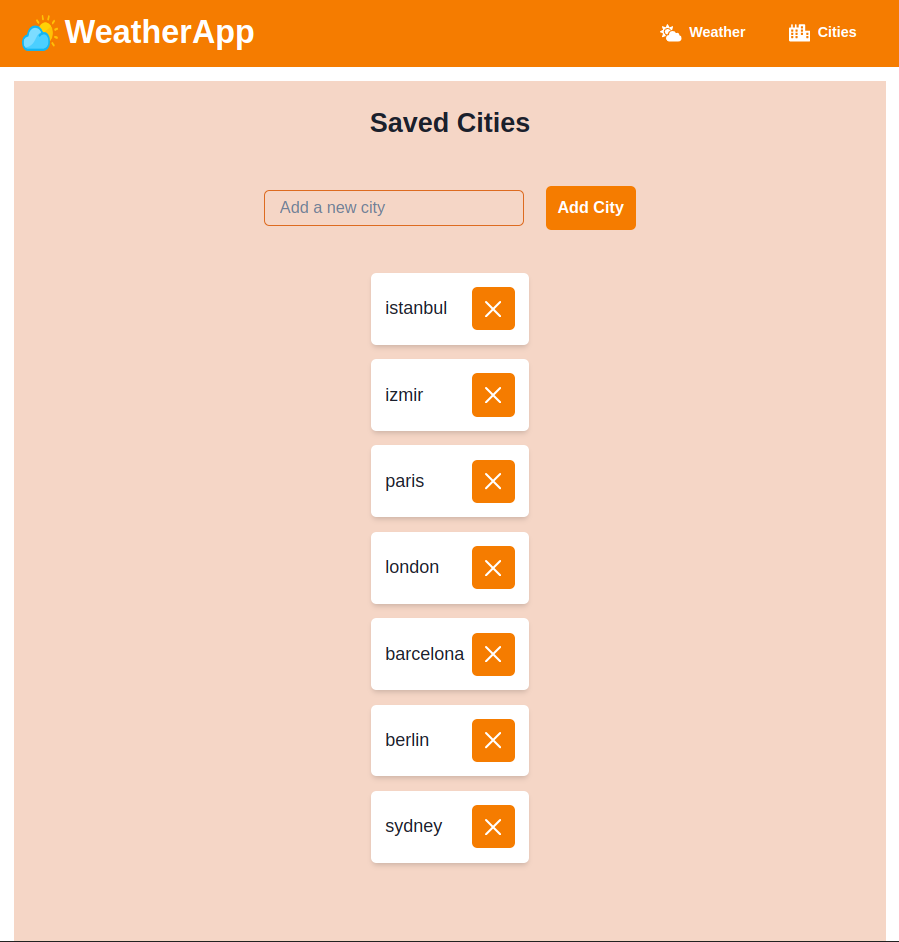 WeatherApp
Weather
Cities
Saved Cities
Add a new city
Add City
istanbul
izmir
paris
london
barcelona
berlin
sydney